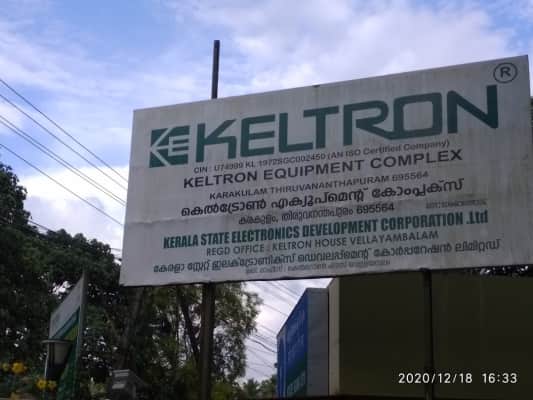 KELTRON ®
CIN : U74999 KL 1972SGC002450 (AN ISO Certified Company)
KELTRON EQUIPMENT COMPLEX
KARAKULAM THIRUVANANTHAPURAM 695564
കെൽട്രോൺ എക്യൂപ്മെന്റ് കോംപ്ലക്സ്
കരകുളം, തിരുവനന്തപുരം 695564
KERALA STATE ELECTRONICS DEVELOPMENT CORPORATION .Ltd
REGD OFFICE : KELTRON HOUSE VELLAYAMBALAM
കേരളാ സ്റ്റേറ്റ് ഇലക്ട്രോണിക്സ് ഡെവലപ്മെന്റ് കോർപ്പറേഷൻ ലിമിറ്റഡ്
2020/12/18 16:33